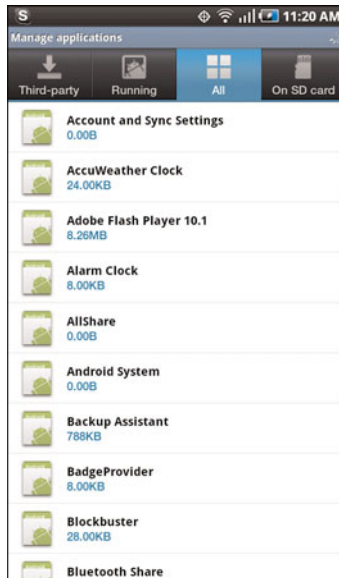 S
11:20 AM
Manage applications
Third-party
Running
All
On SD card
Account and Sync Settings
0.00B
AccuWeather Clock
24.00KB
Adobe Flash Player 10.1
8.26MB
Alarm Clock
8.00KB
AllShare
0.00B
Android System
0.00B
Backup Assistant
788KB
BadgeProvider
8.00KB
Blockbuster
28.00KB
Bluetooth Share